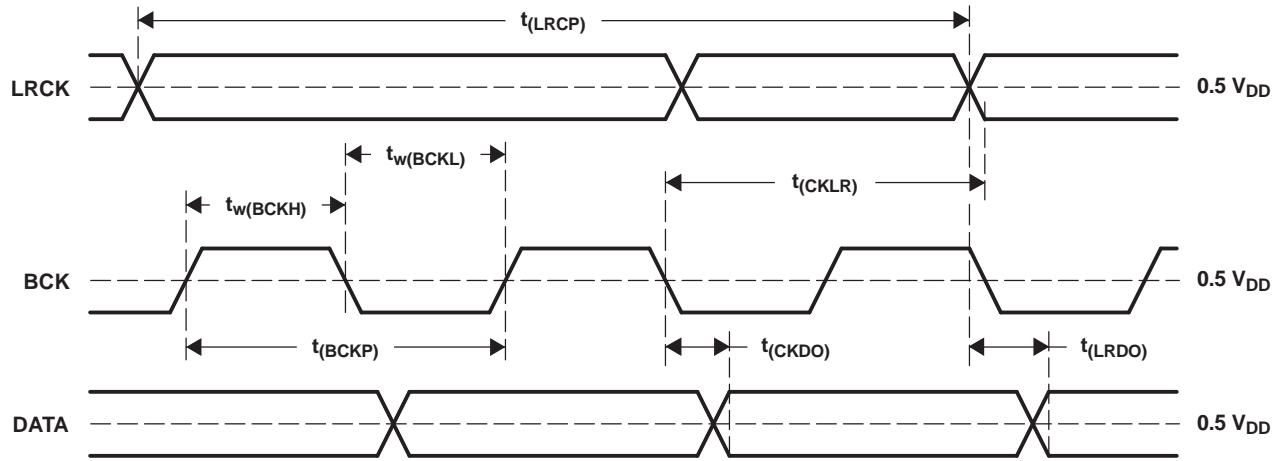 t(LRCP)
LRCK
0.5 VDD
tw(BCKL)
t(CKLR)
tw(BCKH)
BCK
0.5 VDD
t(BCKP)
t(CKDO)
t(LRDO)
DATA
0.5 VDD